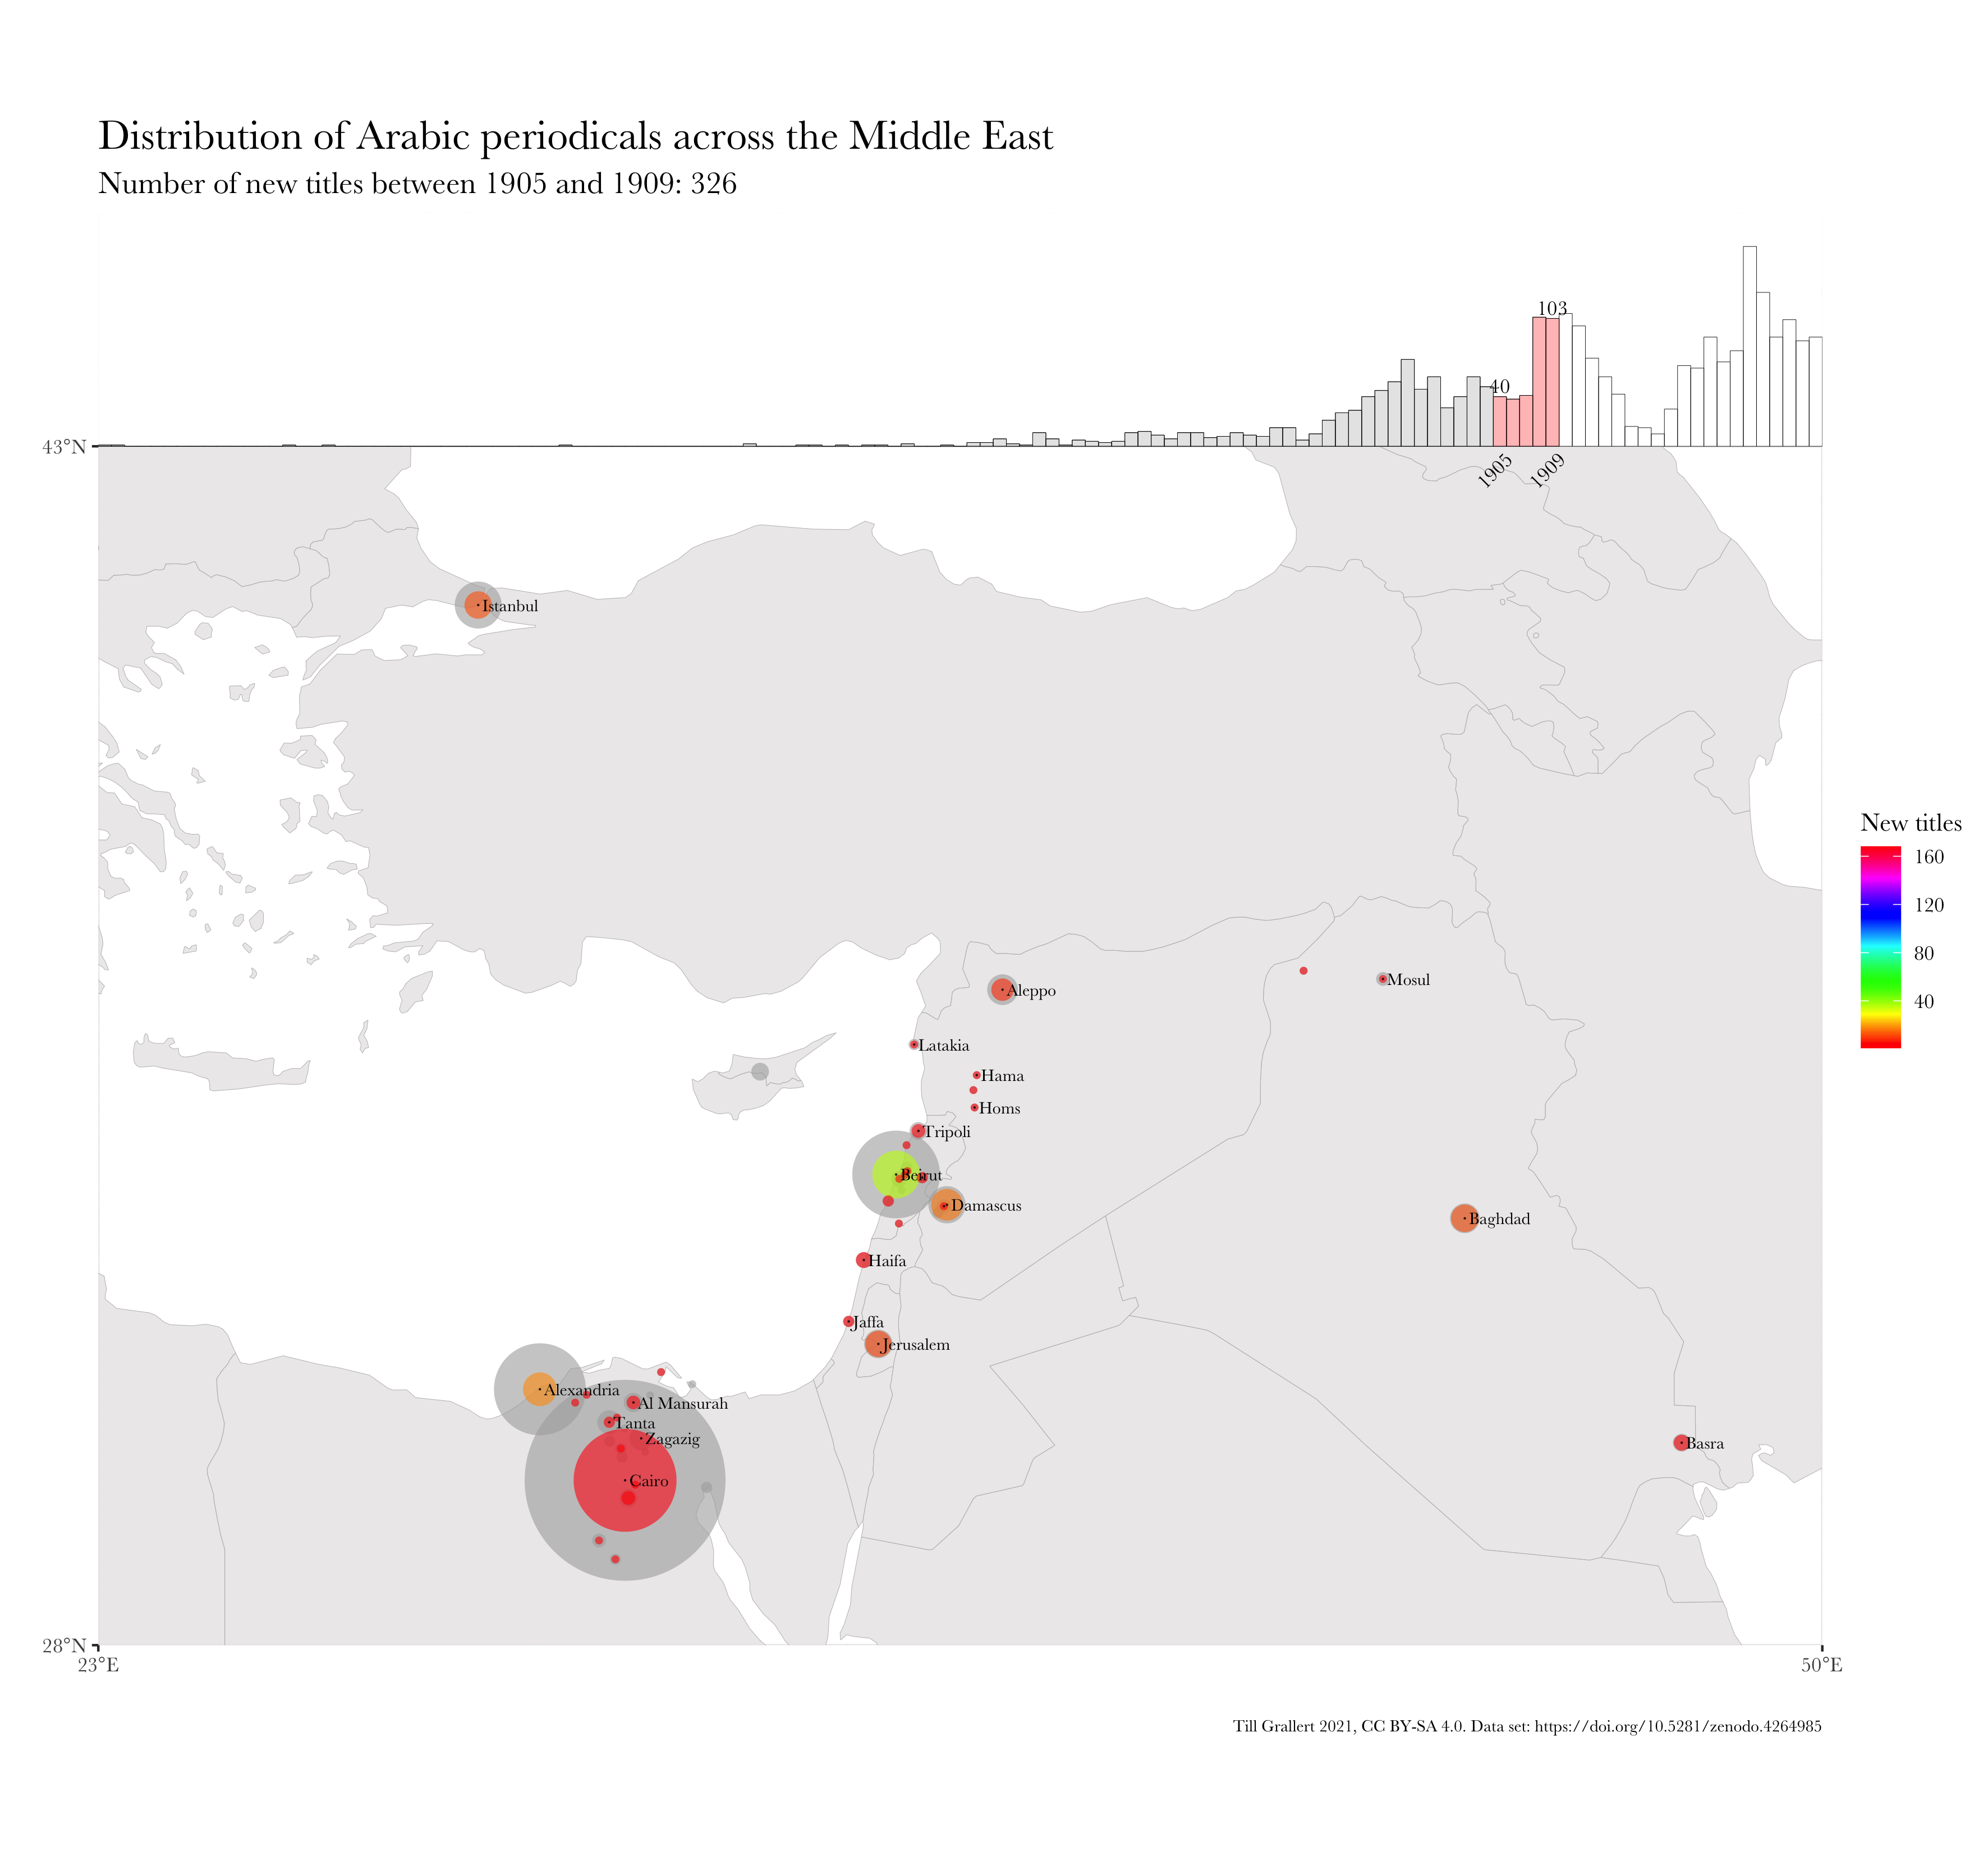 Distribution of Arabic periodicals across the Middle East
Number of new titles between 1905 and 1909: 326
103
40
43°N
1905
1909
Istanbul
New titles
160
120
80
40
Aleppo
Mosul
Latakia
Hama
Homs
Tripoli
Beirut
Damascus
Baghdad
Haifa
Jaffa
Jerusalem
Alexandria
Al Mansurah
Tanta
Zagazig
Basra
Cairo
28°N
23°E
50°E
Till Grallert 2021, CC BY-SA 4.0. Data set: https://doi.org/10.5281/zenodo.4264985